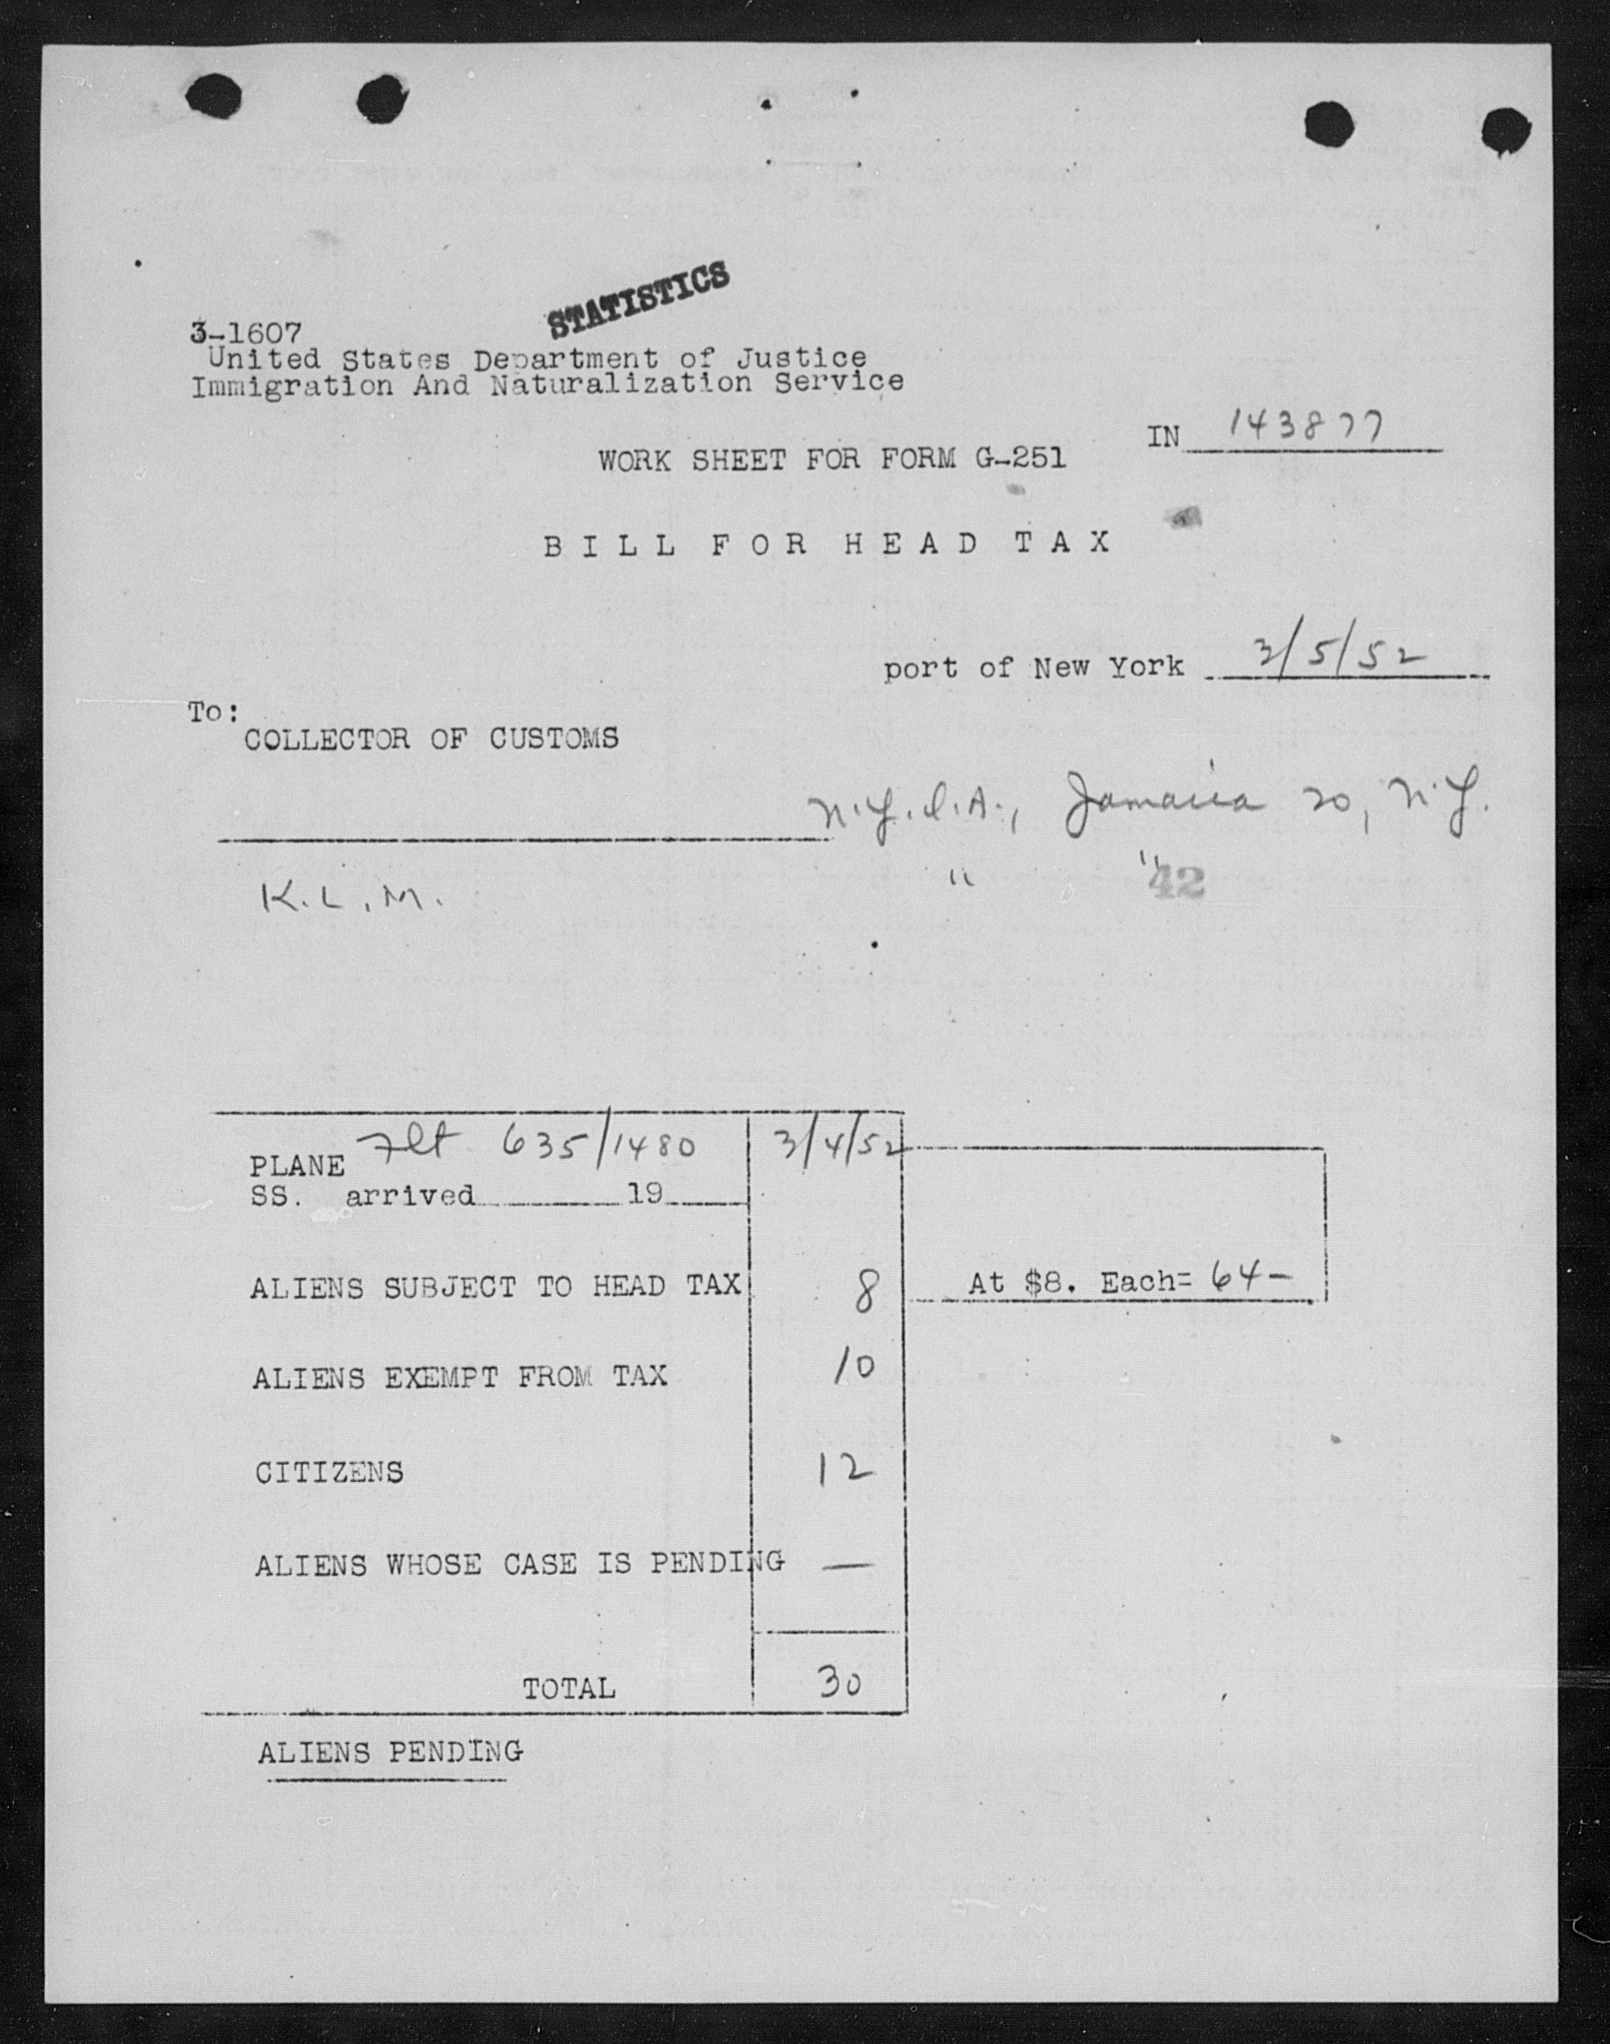 STATISTICS
3-1607
United States Department of Justice
Immigration And Naturalization Service
IN 143877
WORK SHEET FOR FORM G-251
BILL FOR HEAD TAX
port of New York 3/5/52
To:
COLLECTOR OF CUSTOMS
N.Y.I.A., Jamaica 20, N.Y.
K.L.M. " "
42
PLANE Flt 635/1480 3/4/52
SS. arrived 19
ALIENS SUBJECT TO HEAD TAX 8 At $8. Each= 64-
ALIENS EXEMPT FROM TAX 10
CITIZENS 12
ALIENS WHOSE CASE IS PENDING —
TOTAL 30
ALIENS PENDING